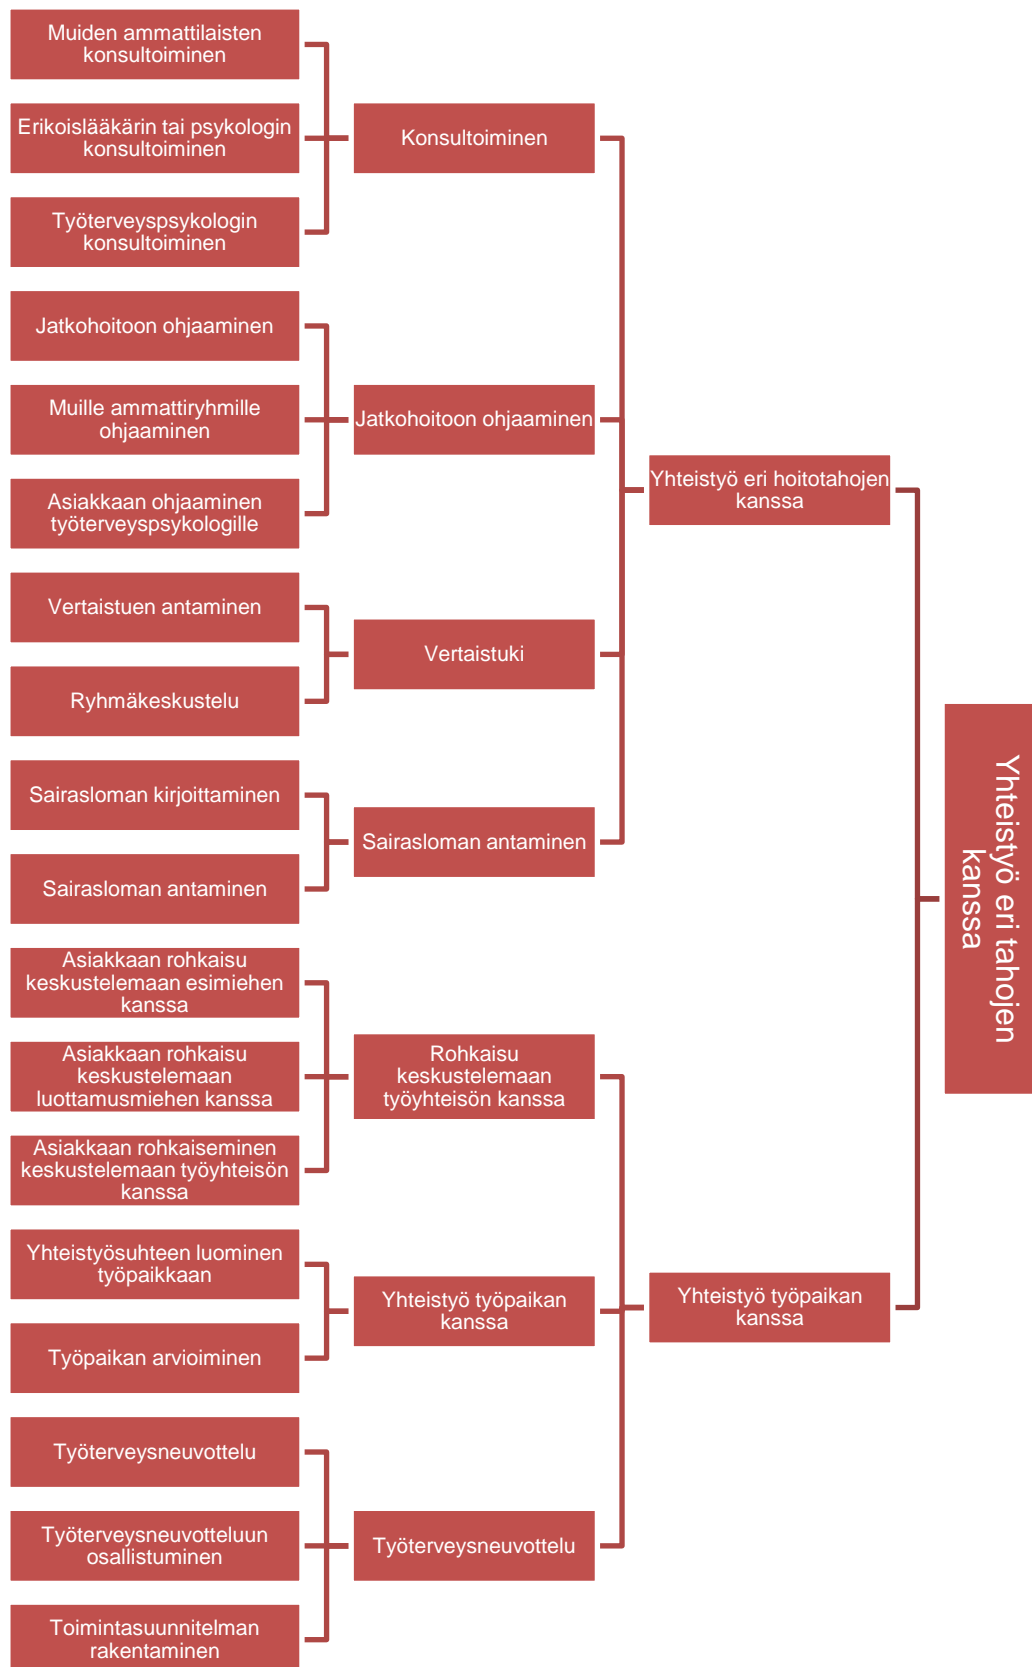 Muiden ammattilaisten
konsultoiminen
Erikoislääkärin tai psykologin
konsultoiminen
Työterveyspsykologin
konsultoiminen
Konsultoiminen
Jatkohoitoon ohjaaminen
Muille ammattiryhmille
ohjaaminen
Asiakkaan ohjaaminen
työterveyspsykologille
Jatkohoitoon ohjaaminen
Vertaistuen antaminen
Ryhmäkeskustelu
Vertaistuki
Sairasloman kirjoittaminen
Sairasloman antaminen
Sairasloman antaminen
Yhteistyö eri hoitotahojen
kanssa
Asiakkaan rohkaisu
keskustelemaan esimiehen
kanssa
Asiakkaan rohkaisu
keskustelemaan
luottamusmiehen kanssa
Asiakkaan rohkaiseminen
keskustelemaan työyhteisön
kanssa
Rohkaisu
keskustelemaan
työyhteisön kanssa
Yhteistyösuhteen luominen
työpaikkaan
Työpaikan arvioiminen
Yhteistyö työpaikan
kanssa
Työterveysneuvottelu
Työterveysneuvotteluun
osallistuminen
Toimintasuunnitelman
rakentaminen
Työterveysneuvottelu
Yhteistyö työpaikan
kanssa
Yhteistyö eri tahojen
kanssa